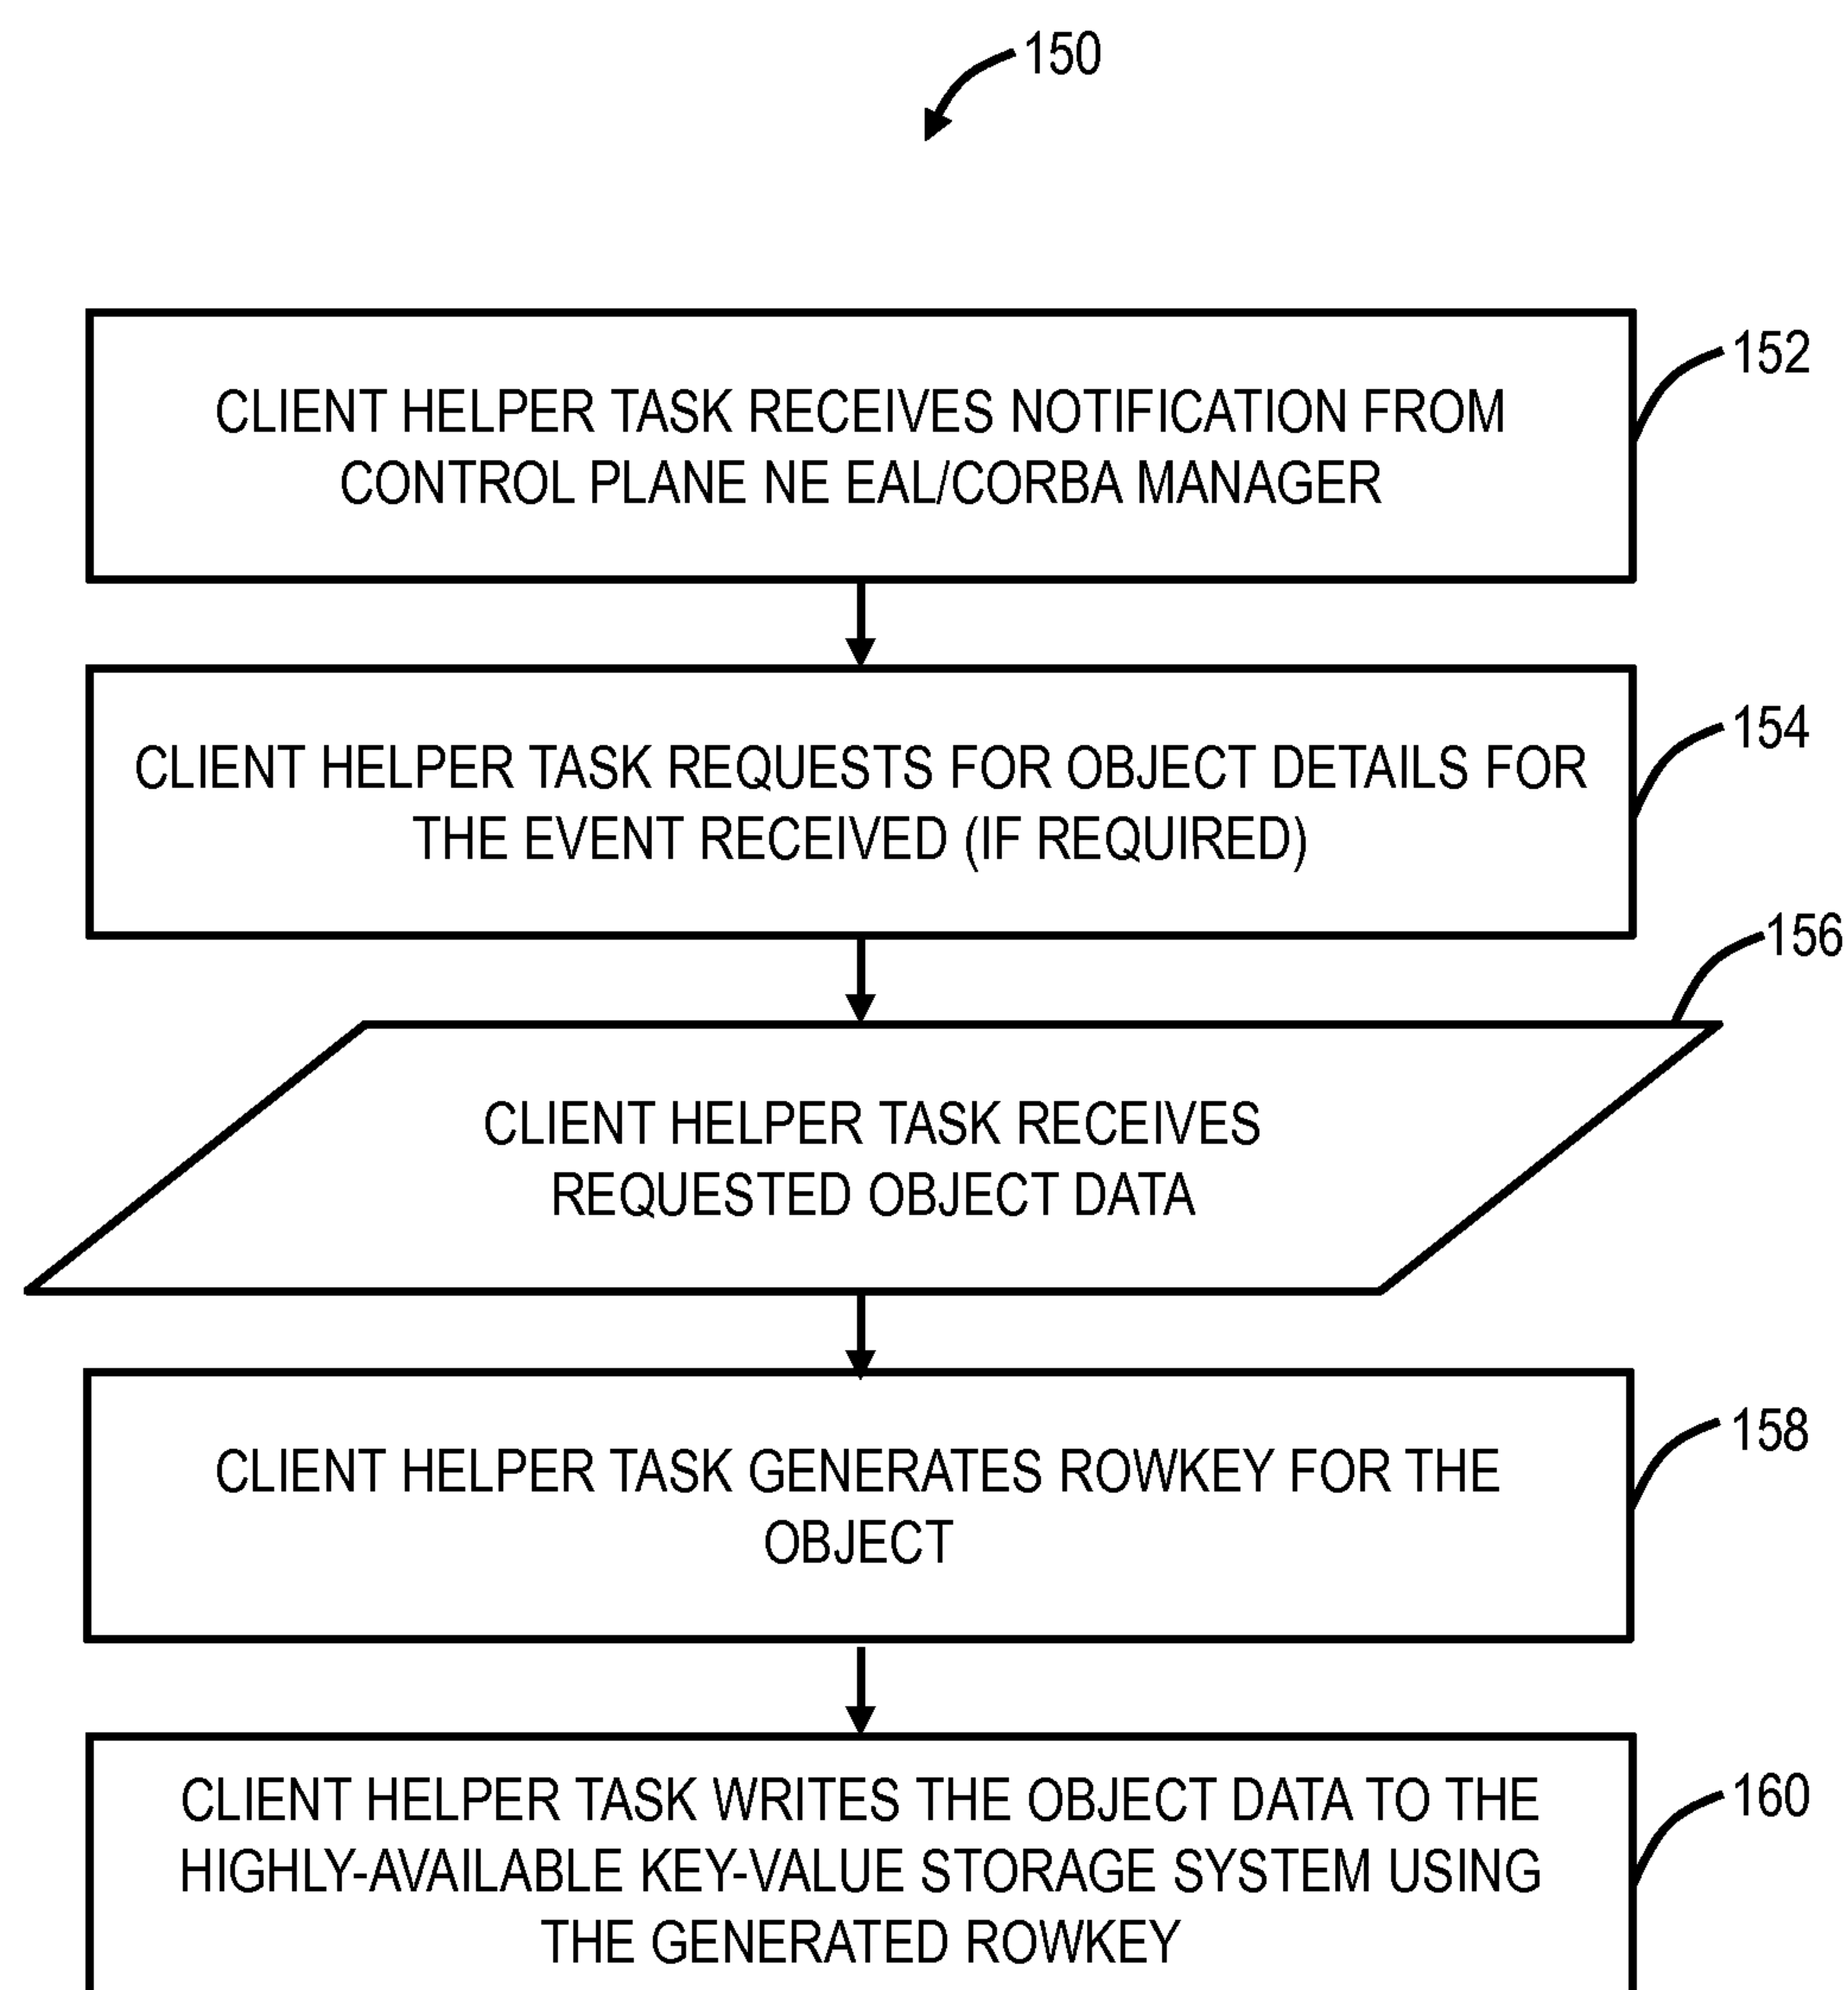 150
CLIENT HELPER TASK RECEIVES NOTIFICATION FROM
CONTROL PLANE NE EAL/CORBA MANAGER
152
CLIENT HELPER TASK REQUESTS FOR OBJECT DETAILS FOR
THE EVENT RECEIVED (IF REQUIRED)
154
CLIENT HELPER TASK RECEIVES
REQUESTED OBJECT DATA
156
CLIENT HELPER TASK GENERATES ROWKEY FOR THE
OBJECT
158
CLIENT HELPER TASK WRITES THE OBJECT DATA TO THE
HIGHLY-AVAILABLE KEY-VALUE STORAGE SYSTEM USING
THE GENERATED ROWKEY
160